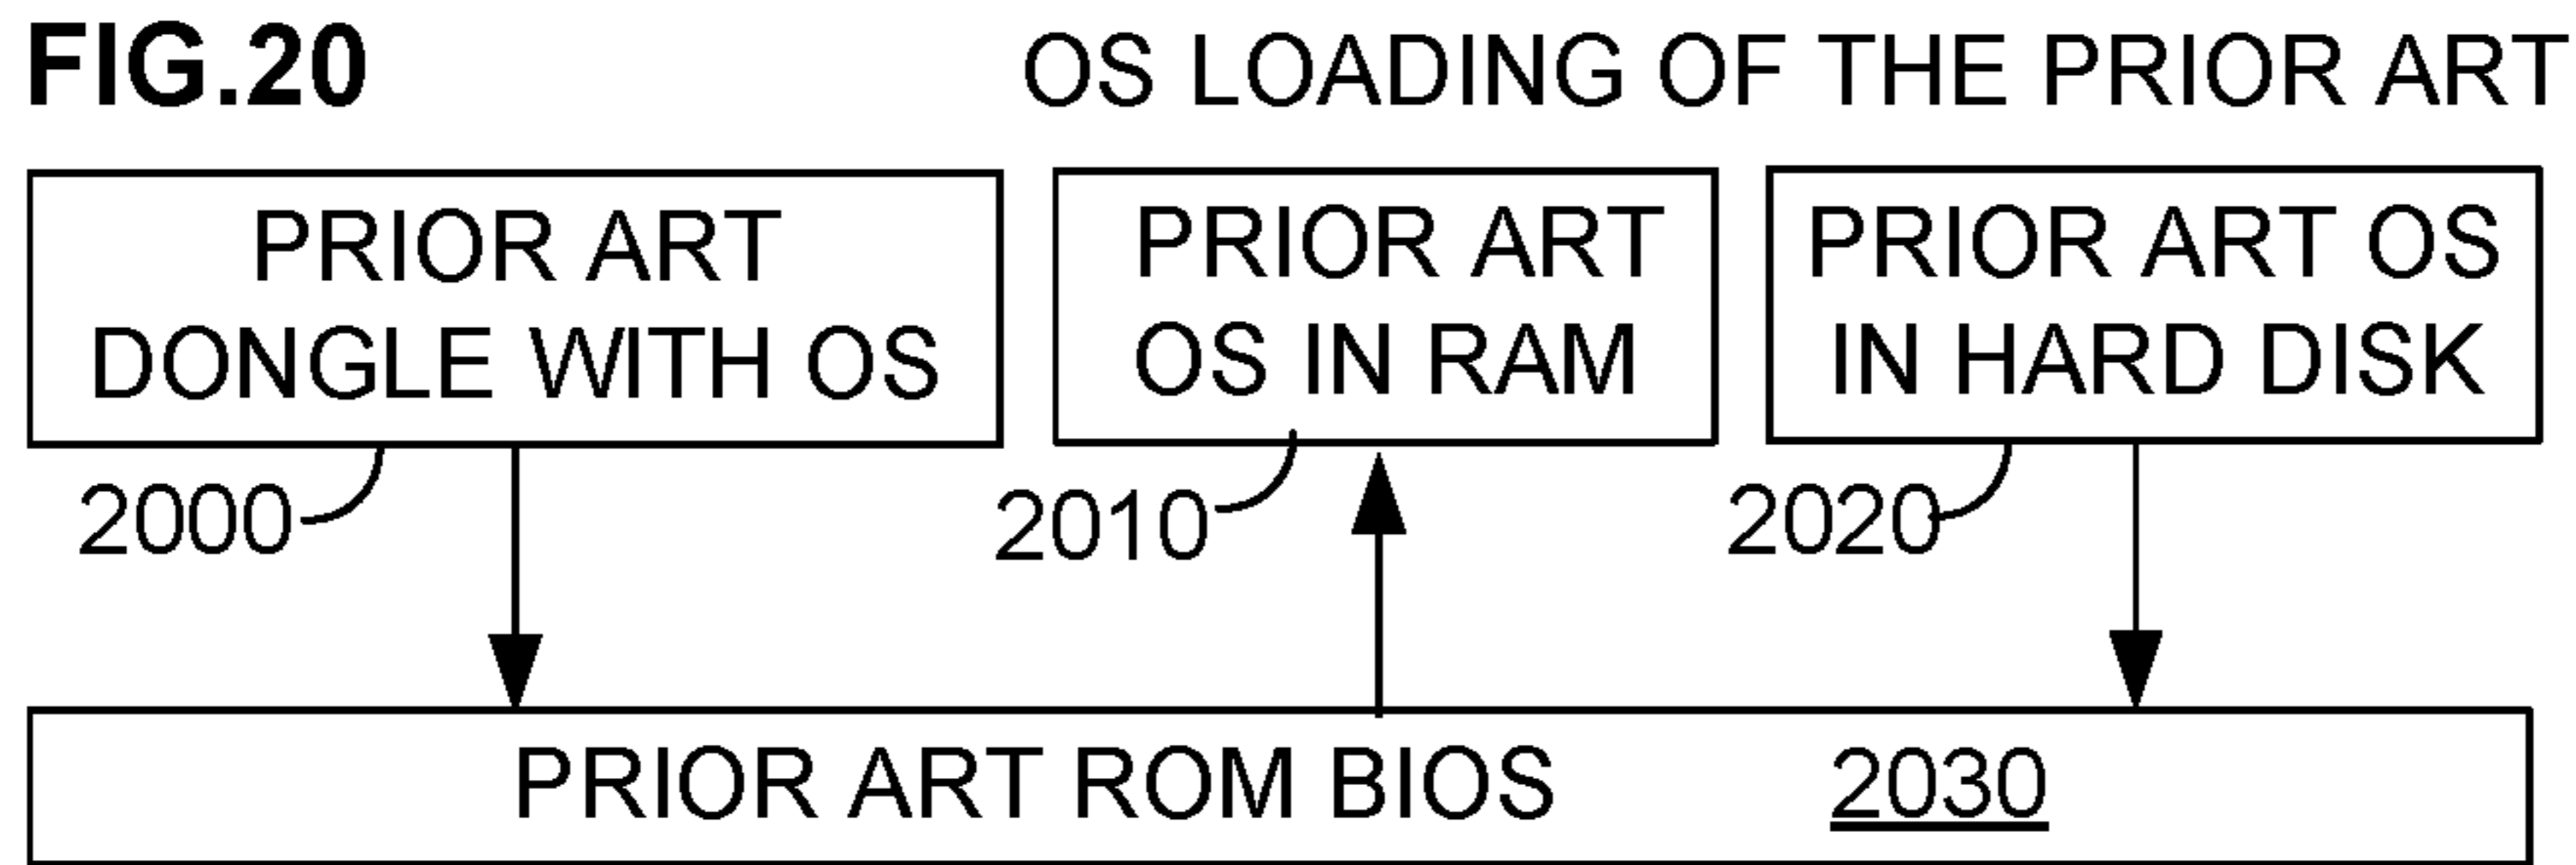 FIG.20
OS LOADING OF THE PRIOR ART
PRIOR ART
DONGLE WITH OS
PRIOR ART
OS IN RAM
PRIOR ART OS
IN HARD DISK
2000
2010
2020
PRIOR ART ROM BIOS
2030